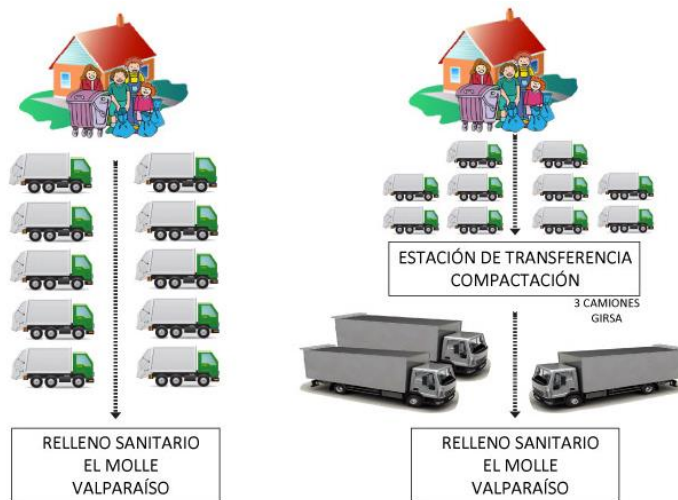 ESTACIÓN DE TRANSFERENCIA
COMPACTACIÓN
3 CAMIONES
GIRSA
RELLENO SANITARIO
EL MOLLE
VALPARAÍSO
RELLENO SANITARIO
EL MOLLE
VALPARAÍSO